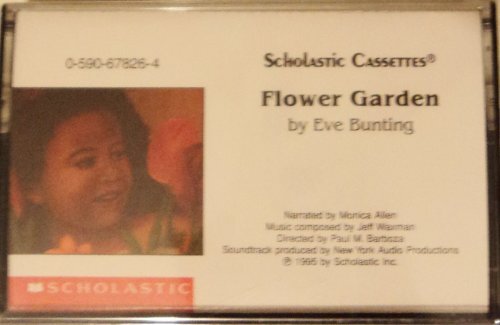 0-590-67826-4
Scholastic Cassettes®
Flower Garden
by Eve Bunting
Narrated by Monica Allen
Music composed by Jeff Waxman
Directed by Paul M. Barboza
Soundtrack produced by New York Audio Productions
℗ 1995 by Scholastic Inc.
SCHOLASTIC